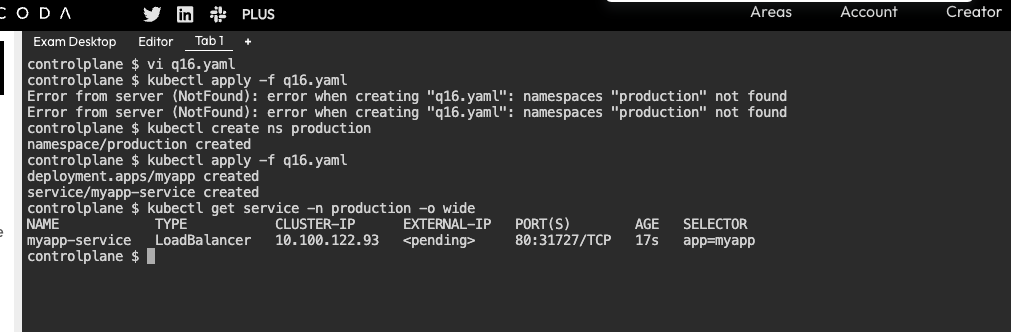 CODA PLUS Areas Account Creator
Exam Desktop Editor Tab 1 +
controlplane $ vi q16.yaml
controlplane $ kubectl apply -f q16.yaml
Error from server (NotFound): error when creating "q16.yaml": namespaces "production" not found
Error from server (NotFound): error when creating "q16.yaml": namespaces "production" not found
controlplane $ kubectl create ns production
namespace/production created
controlplane $ kubectl apply -f q16.yaml
deployment.apps/myapp created
service/myapp-service created
controlplane $ kubectl get service -n production -o wide
NAME TYPE CLUSTER-IP EXTERNAL-IP PORT(S) AGE SELECTOR
myapp-service LoadBalancer 10.100.122.93 <pending> 80:31727/TCP 17s app=myapp
controlplane $